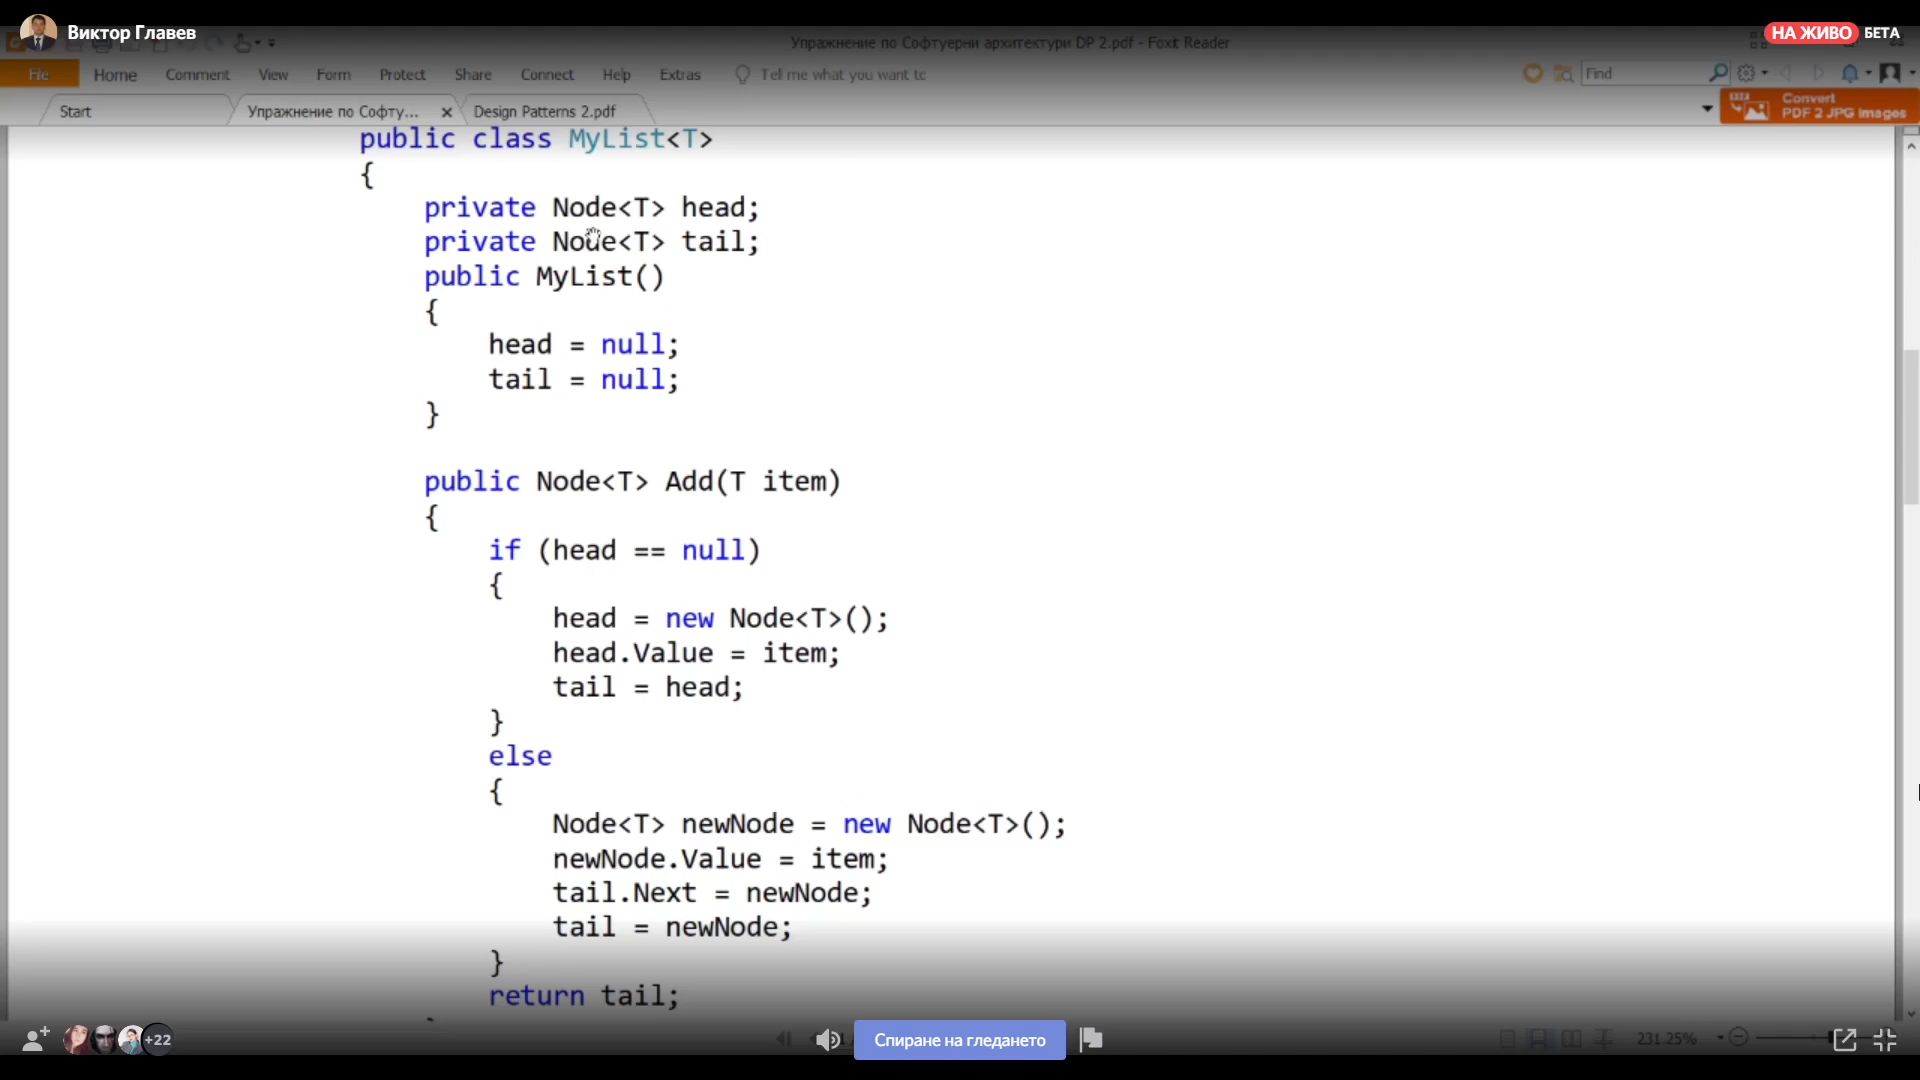 Виктор Главев
НА ЖИВО БЕТА
Упражнение по Софтуерни архитектури DP 2.pdf - Foxit Reader
File Home Comment View Form Protect Share Connect Help Extras Tell me what you want tc Find
Start Упражнение по Софту... Design Patterns 2.pdf
Convert
PDF 2 JPG Images
public class MyList<T>
{
private Node<T> head;
private Node<T> tail;
public MyList()
{
head = null;
tail = null;
}
public Node<T> Add(T item)
{
if (head == null)
{
head = new Node<T>();
head.Value = item;
tail = head;
}
else
{
Node<T> newNode = new Node<T>();
newNode.Value = item;
tail.Next = newNode;
tail = newNode;
}
return tail;
+22
Спиране на гледането
231.25%